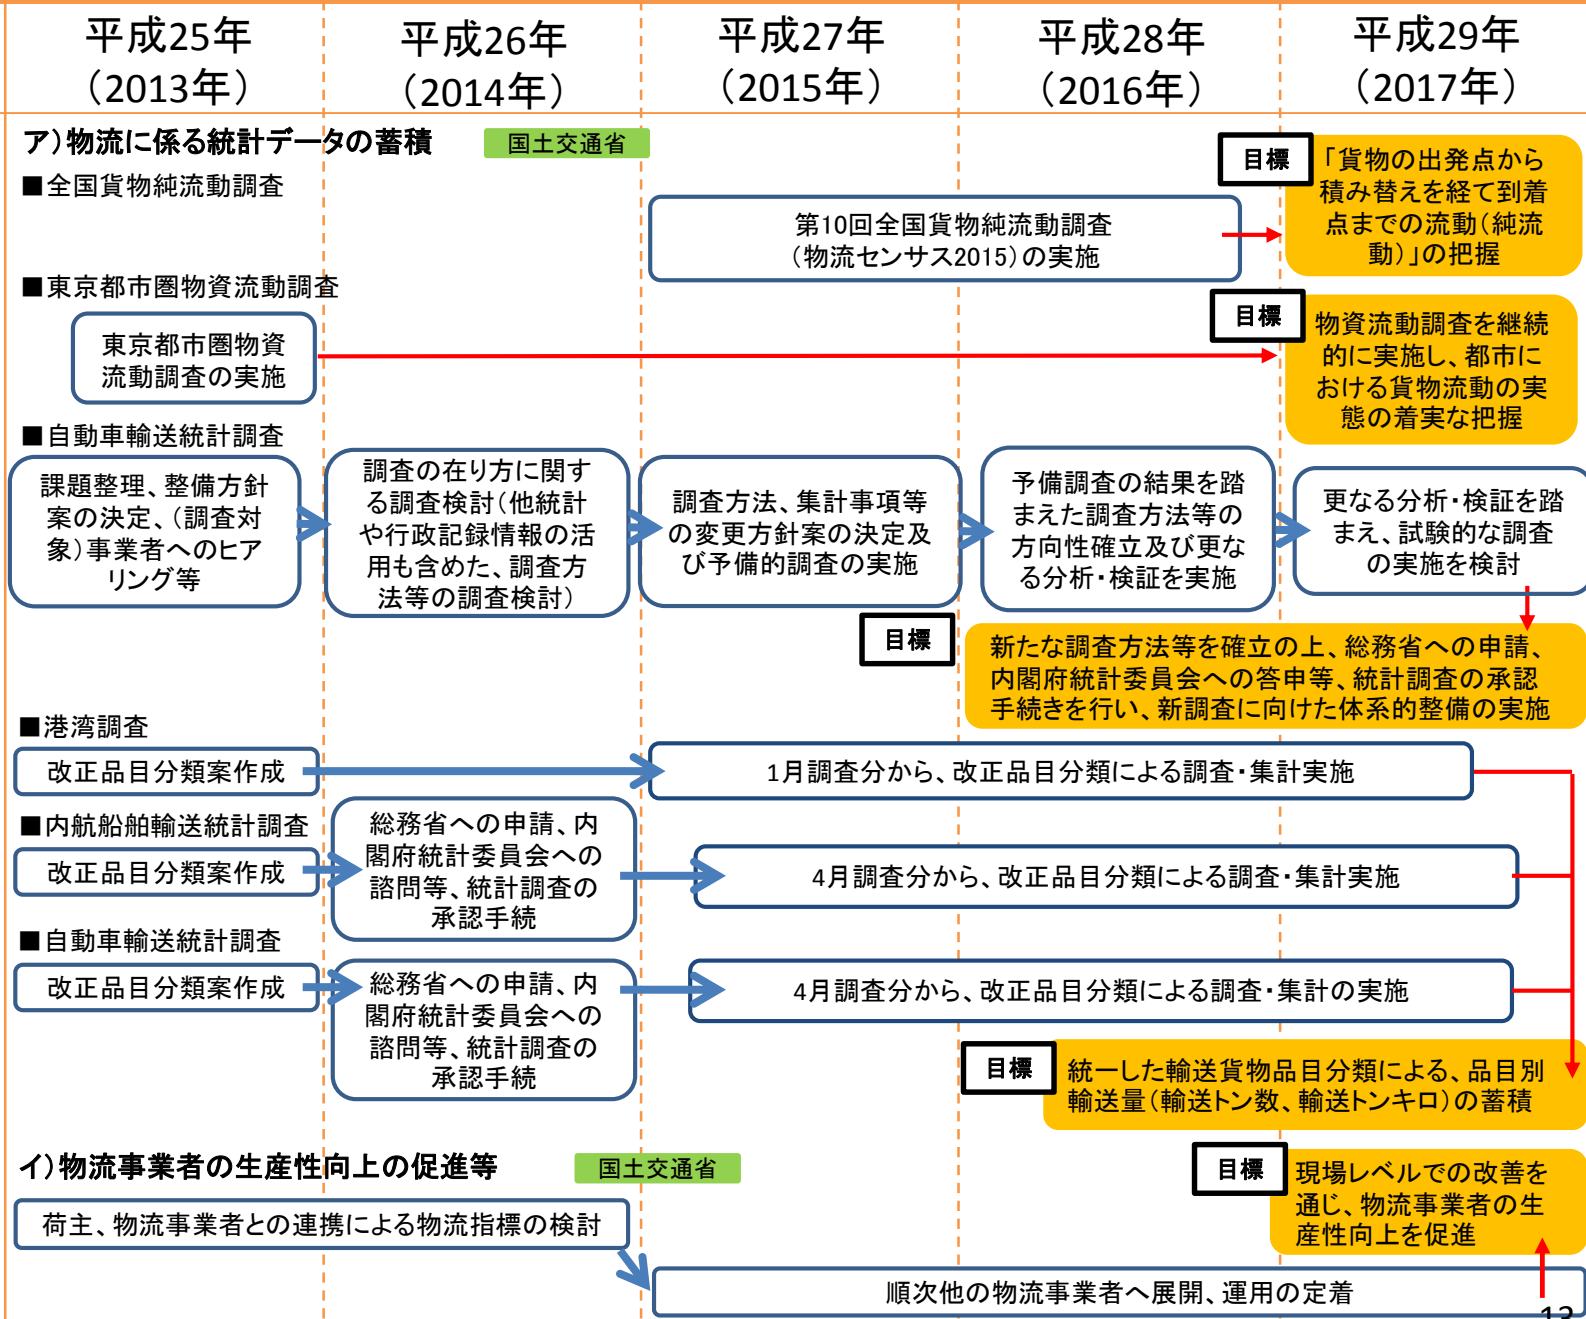 平成25年
（2013年）
平成26年
（2014年）
平成27年
（2015年）
平成28年
（2016年）
平成29年
（2017年）
ア）物流に係る統計データの蓄積
国土交通省
■全国貨物純流動調査
第10回全国貨物純流動調査
（物流センサス2015）の実施
目標
「貨物の出発点から
積み替えを経て到着
点までの流動（純流
動）」の把握
■東京都市圏物資流動調査
東京都市圏物資
流動調査の実施
目標
物資流動調査を継続
的に実施し、都市に
おける貨物流動の実
態の着実な把握
■自動車輸送統計調査
課題整理、整備方針
案の決定、（調査対
象）事業者へのヒア
リング等
調査の在り方に関す
る調査検討（他統計
や行政記録情報の活
用も含めた、調査方
法等の調査検討）
調査方法、集計事項等
の変更方針案の決定及
び予備的調査の実施
予備調査の結果を踏
まえた調査方法等の
方向性確立及び更な
る分析・検証を実施
更なる分析・検証を踏
まえ、試験的な調査
の実施を検討
目標
新たな調査方法等を確立の上、総務省への申請、
内閣府統計委員会への答申等、統計調査の承認
手続きを行い、新調査に向けた体系的整備の実施
■港湾調査
改正品目分類案作成
1月調査分から、改正品目分類による調査・集計実施
■内航船舶輸送統計調査
改正品目分類案作成
総務省への申請、内
閣府統計委員会への
諮問等、統計調査の
承認手続
4月調査分から、改正品目分類による調査・集計実施
■自動車輸送統計調査
改正品目分類案作成
総務省への申請、内
閣府統計委員会への
諮問等、統計調査の
承認手続
4月調査分から、改正品目分類による調査・集計の実施
目標
統一した輸送貨物品目分類による、品目別
輸送量（輸送トン数、輸送トンキロ）の蓄積
イ）物流事業者の生産性向上の促進等
国土交通省
荷主、物流事業者との連携による物流指標の検討
目標
現場レベルでの改善を
通じ、物流事業者の生
産性向上を促進
順次他の物流事業者へ展開、運用の定着
13